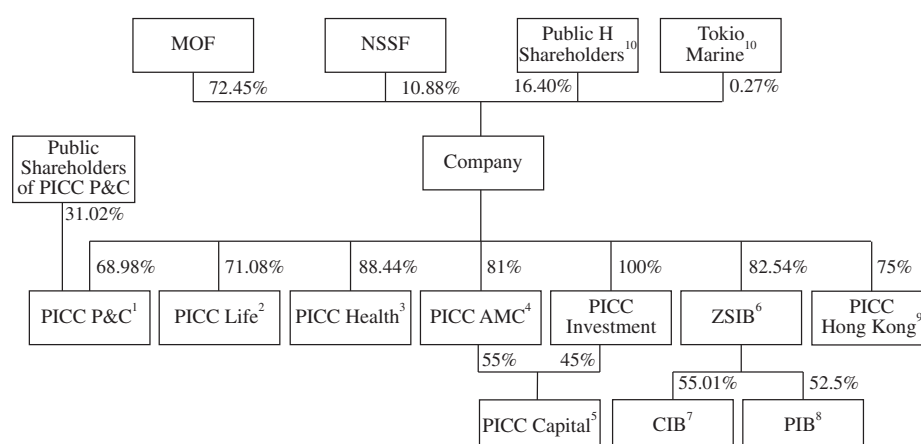 MOF
NSSF
Public H
Shareholders10
Tokio
Marine10
72.45%
10.88%
16.40%
0.27%
Public
Shareholders
of PICC P&C
Company
31.02%
68.98%
71.08%
88.44%
81%
100%
82.54%
75%
PICC P&C1
PICC Life2
PICC Health3
PICC AMC4
PICC
Investment
ZSIB6
PICC
Hong Kong9
55%
45%
55.01%
52.5%
PICC Capital5
CIB7
PIB8